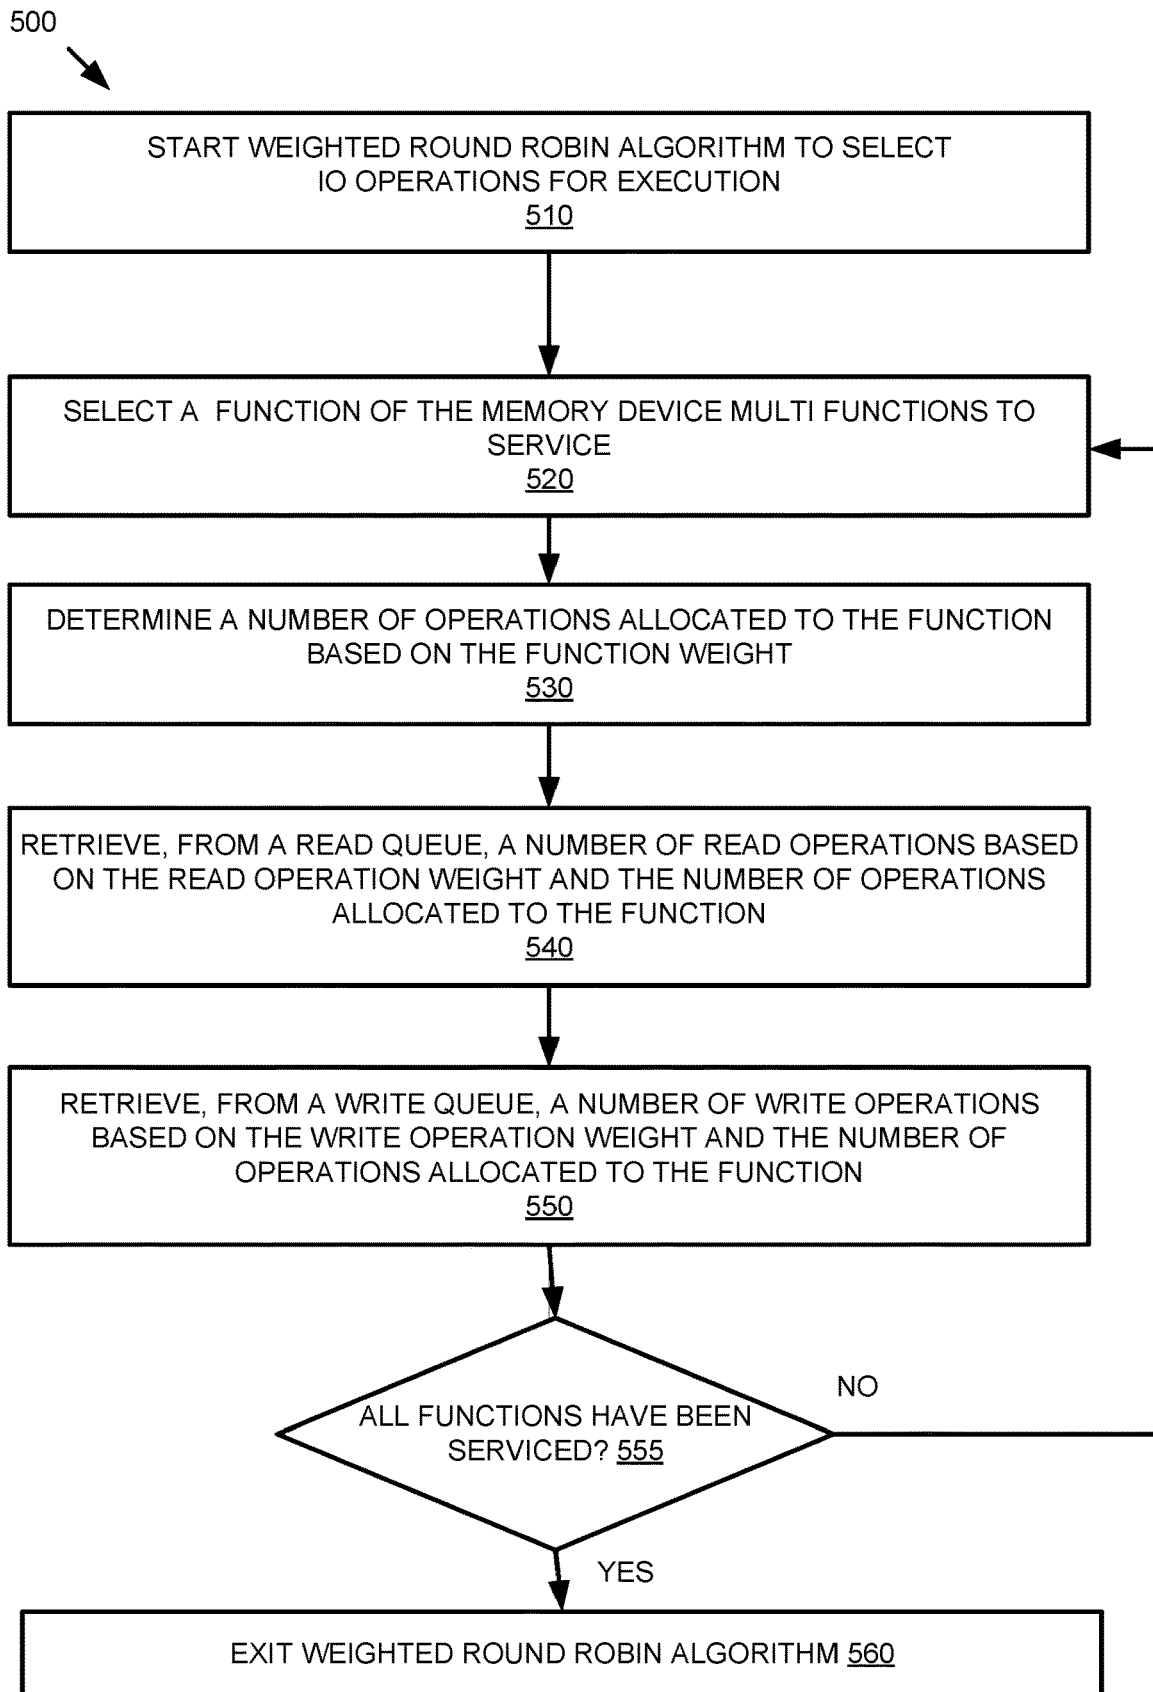 500
START WEIGHTED ROUND ROBIN ALGORITHM TO SELECT
IO OPERATIONS FOR EXECUTION
510
SELECT A FUNCTION OF THE MEMORY DEVICE MULTI FUNCTIONS TO
SERVICE
520
DETERMINE A NUMBER OF OPERATIONS ALLOCATED TO THE FUNCTION
BASED ON THE FUNCTION WEIGHT
530
RETRIEVE, FROM A READ QUEUE, A NUMBER OF READ OPERATIONS BASED
ON THE READ OPERATION WEIGHT AND THE NUMBER OF OPERATIONS
ALLOCATED TO THE FUNCTION
540
RETRIEVE, FROM A WRITE QUEUE, A NUMBER OF WRITE OPERATIONS
BASED ON THE WRITE OPERATION WEIGHT AND THE NUMBER OF
OPERATIONS ALLOCATED TO THE FUNCTION
550
NO
ALL FUNCTIONS HAVE BEEN
SERVICED? 555
YES
EXIT WEIGHTED ROUND ROBIN ALGORITHM 560